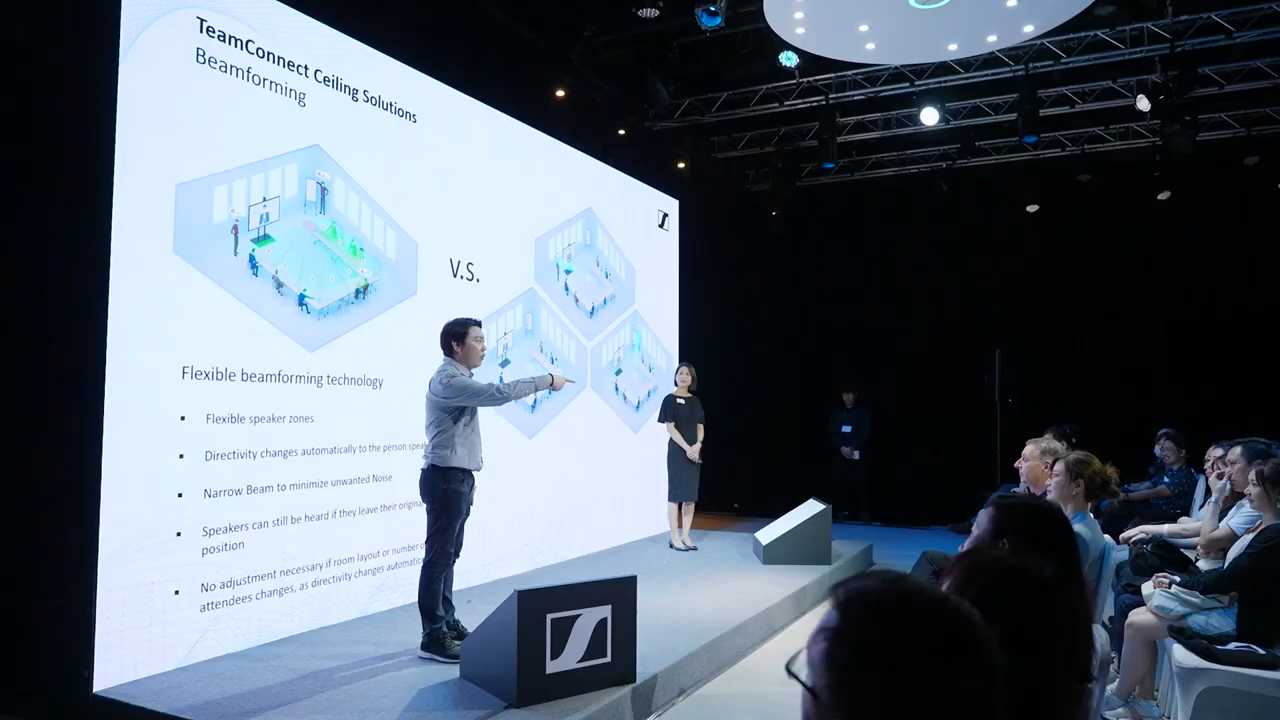 TeamConnect Ceiling Solutions
Beamforming
V.S.
Flexible beamforming technology
▪ Flexible speaker zones
▪ Directivity changes automatically to the person
▪ Narrow Beam to minimize unwanted Noise
▪ Speakers can still be heard if they leave their original
position
▪ No adjustment necessary if room layout or number
attendees changes, as directivity changes